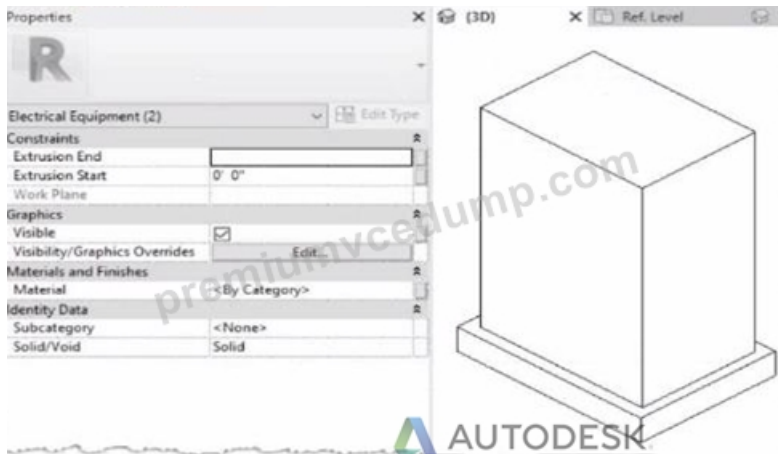 Properties
(3D)
Ref. Level
R
Electrical Equipment (2)
Edit Type
Constraints
Extrusion End
Extrusion Start 0' 0"
Work Plane
Graphics
Visible
Visibility/Graphics Overrides Edit...
Materials and Finishes
Material <By Category>
Identity Data
Subcategory <None>
Solid/Void Solid
premiumvcedump.com
AUTODESK